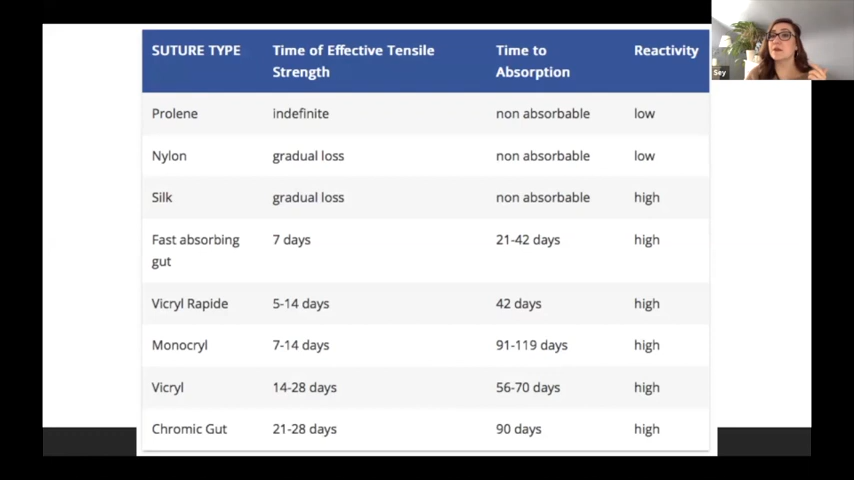 SUTURE TYPE Time of Effective Tensile Strength Time to Absorption Reactivity
Prolene indefinite non absorbable low
Nylon gradual loss non absorbable low
Silk gradual loss non absorbable high
Fast absorbing gut 7 days 21-42 days high
Vicryl Rapide 5-14 days 42 days high
Monocryl 7-14 days 91-119 days high
Vicryl 14-28 days 56-70 days high
Chromic Gut 21-28 days 90 days high